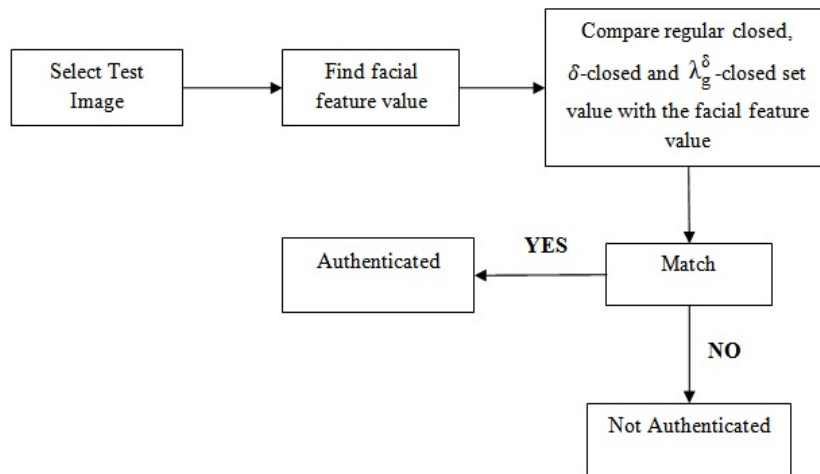 Select Test
Image
Find facial
feature value
Compare regular closed,
δ-closed and λ_g^δ-closed set
value with the facial feature
value
YES
Authenticated
Match
NO
Not Authenticated